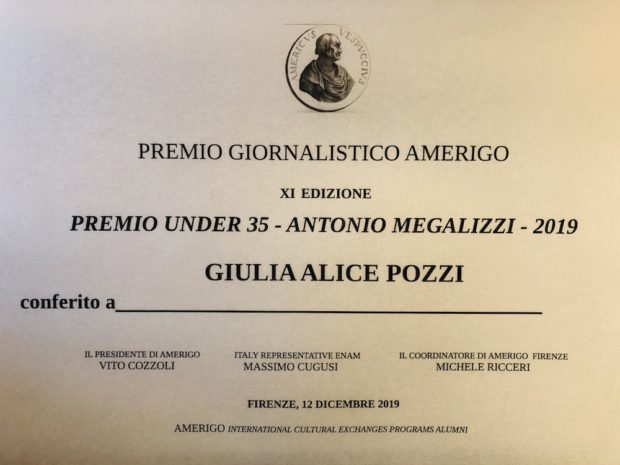 AMERICUS VESPUCCIUS
PREMIO GIORNALISTICO AMERIGO
XI EDIZIONE
PREMIO UNDER 35 - ANTONIO MEGALIZZI - 2019
GIULIA ALICE POZZI
conferito a
IL PRESIDENTE DI AMERIGO ITALY REPRESENTATIVE ENAM IL COORDINATORE DI AMERIGO FIRENZE
VITO COZZOLI MASSIMO CUGUSI MICHELE RICCERI
FIRENZE, 12 DICEMBRE 2019
AMERIGO INTERNATIONAL CULTURAL EXCHANGES PROGRAMS ALUMNI